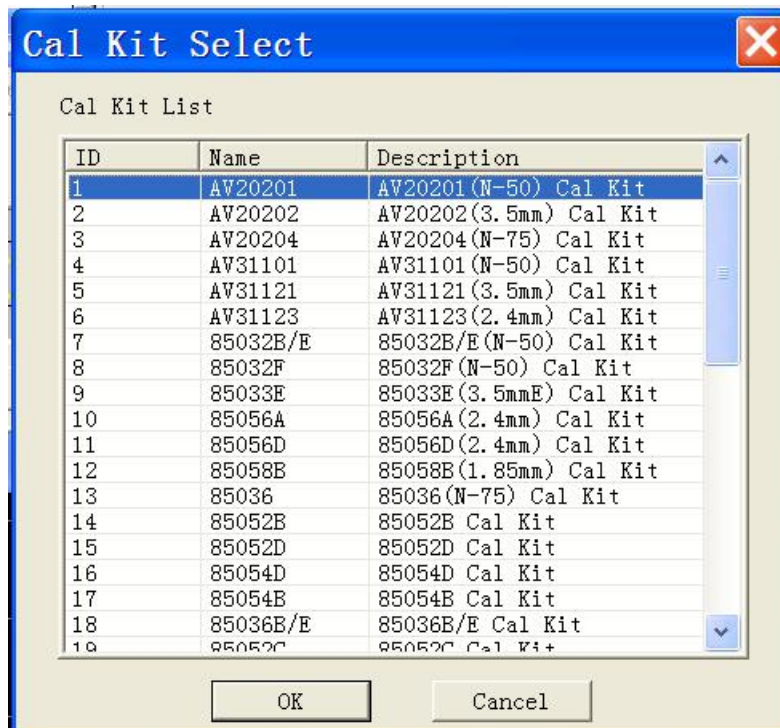 Cal Kit Select
Cal Kit List
ID Name Description
1 AV20201 AV20201(N-50) Cal Kit
2 AV20202 AV20202(3.5mm) Cal Kit
3 AV20204 AV20204(N-75) Cal Kit
4 AV31101 AV31101(N-50) Cal Kit
5 AV31121 AV31121(3.5mm) Cal Kit
6 AV31123 AV31123(2.4mm) Cal Kit
7 85032B/E 85032B/E(N-50) Cal Kit
8 85032F 85032F(N-50) Cal Kit
9 85033E 85033E(3.5mmE) Cal Kit
10 85056A 85056A(2.4mm) Cal Kit
11 85056D 85056D(2.4mm) Cal Kit
12 85058B 85058B(1.85mm) Cal Kit
13 85036 85036(N-75) Cal Kit
14 85052B 85052B Cal Kit
15 85052D 85052D Cal Kit
16 85054D 85054D Cal Kit
17 85054B 85054B Cal Kit
18 85036B/E 85036B/E Cal Kit
19 85052C 85052C Cal Kit
OK Cancel